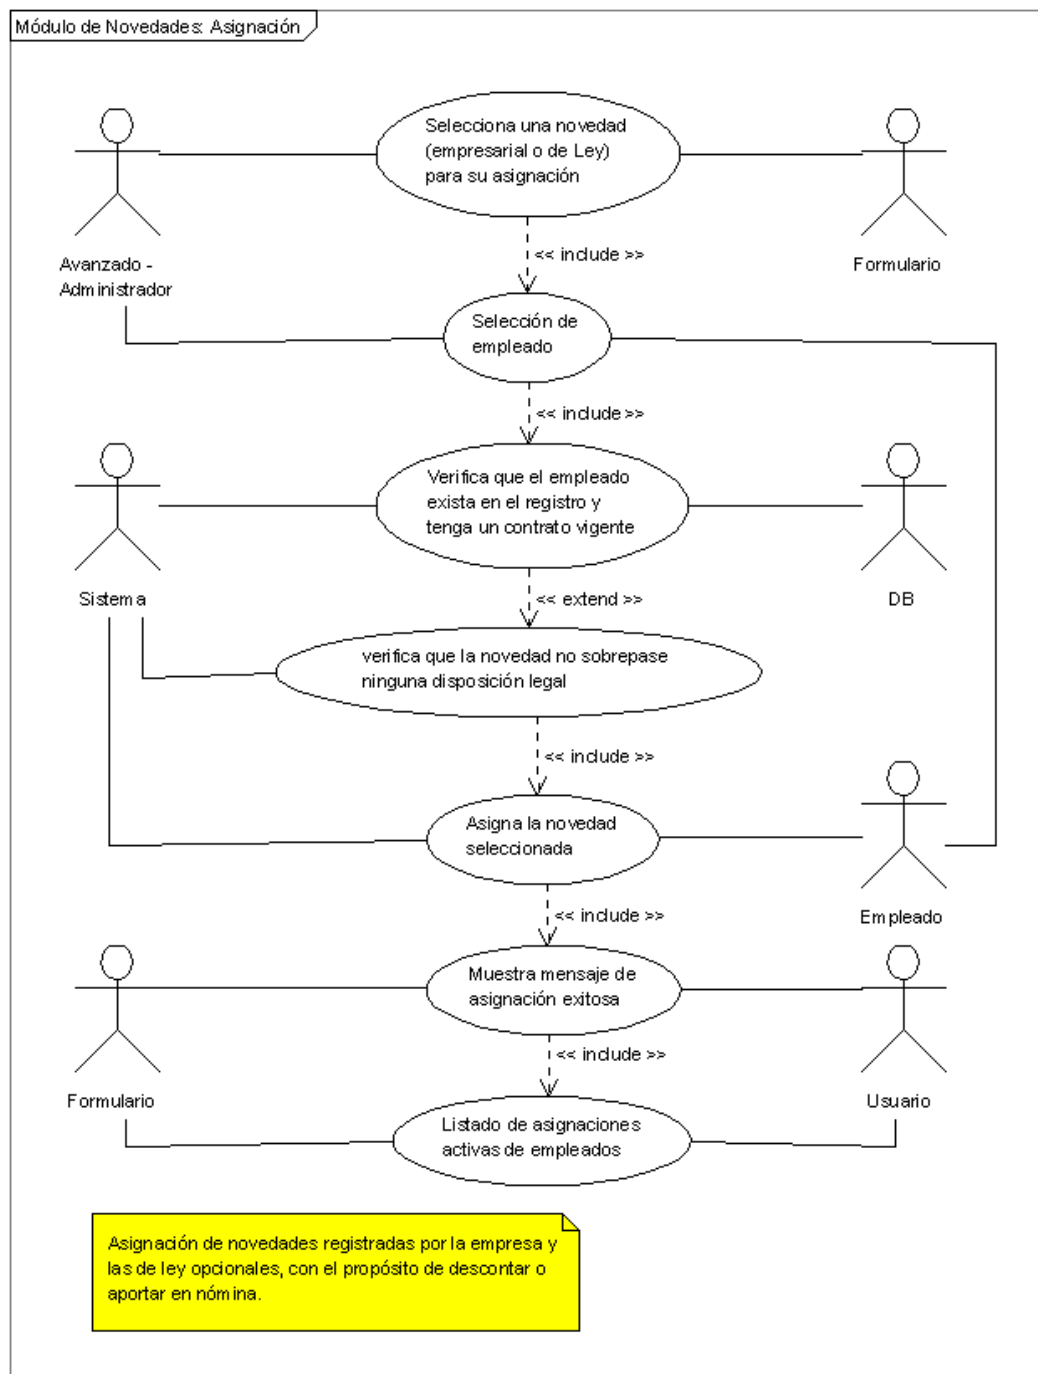 Módulo de Novedades: Asignación
Selecciona una novedad
(empresarial o de Ley)
para su asignación
Avanzado -
Administrador
Formulario
<< include >>
Selección de
empleado
<< include >>
Verifica que el empleado
exista en el registro y
tenga un contrato vigente
Sistema
DB
<< extend >>
verifica que la novedad no sobrepase
ninguna disposición legal
<< include >>
Asigna la novedad
seleccionada
Empleado
<< include >>
Muestra mensaje de
asignación exitosa
<< include >>
Formulario
Usuario
Listado de asignaciones
activas de empleados
Asignación de novedades registradas por la empresa y
las de ley opcionales, con el propósito de descontar o
aportar en nómina.